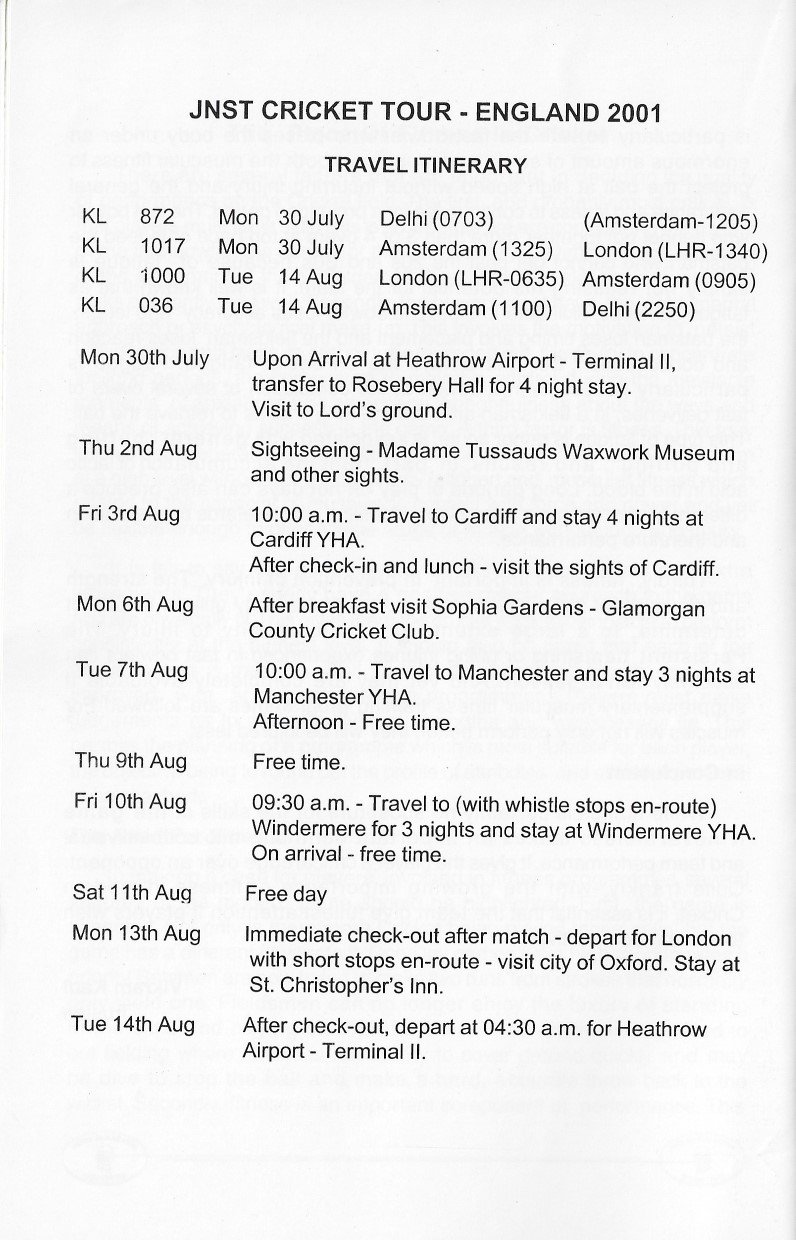 JNST CRICKET TOUR - ENGLAND 2001
TRAVEL ITINERARY
KL 872 Mon 30 July Delhi (0703) (Amsterdam-1205)
KL 1017 Mon 30 July Amsterdam (1325) London (LHR-1340)
KL 1000 Tue 14 Aug London (LHR-0635) Amsterdam (0905)
KL 036 Tue 14 Aug Amsterdam (1100) Delhi (2250)
Mon 30th July Upon Arrival at Heathrow Airport - Terminal II,
transfer to Rosebery Hall for 4 night stay.
Visit to Lord's ground.
Thu 2nd Aug Sightseeing - Madame Tussauds Waxwork Museum
and other sights.
Fri 3rd Aug 10:00 a.m. - Travel to Cardiff and stay 4 nights at
Cardiff YHA.
After check-in and lunch - visit the sights of Cardiff.
Mon 6th Aug After breakfast visit Sophia Gardens - Glamorgan
County Cricket Club.
Tue 7th Aug 10:00 a.m. - Travel to Manchester and stay 3 nights at
Manchester YHA.
Afternoon - Free time.
Thu 9th Aug Free time.
Fri 10th Aug 09:30 a.m. - Travel to (with whistle stops en-route)
Windermere for 3 nights and stay at Windermere YHA.
On arrival - free time.
Sat 11th Aug Free day
Mon 13th Aug Immediate check-out after match - depart for London
with short stops en-route - visit city of Oxford. Stay at
St. Christopher's Inn.
Tue 14th Aug After check-out, depart at 04:30 a.m. for Heathrow
Airport - Terminal II.